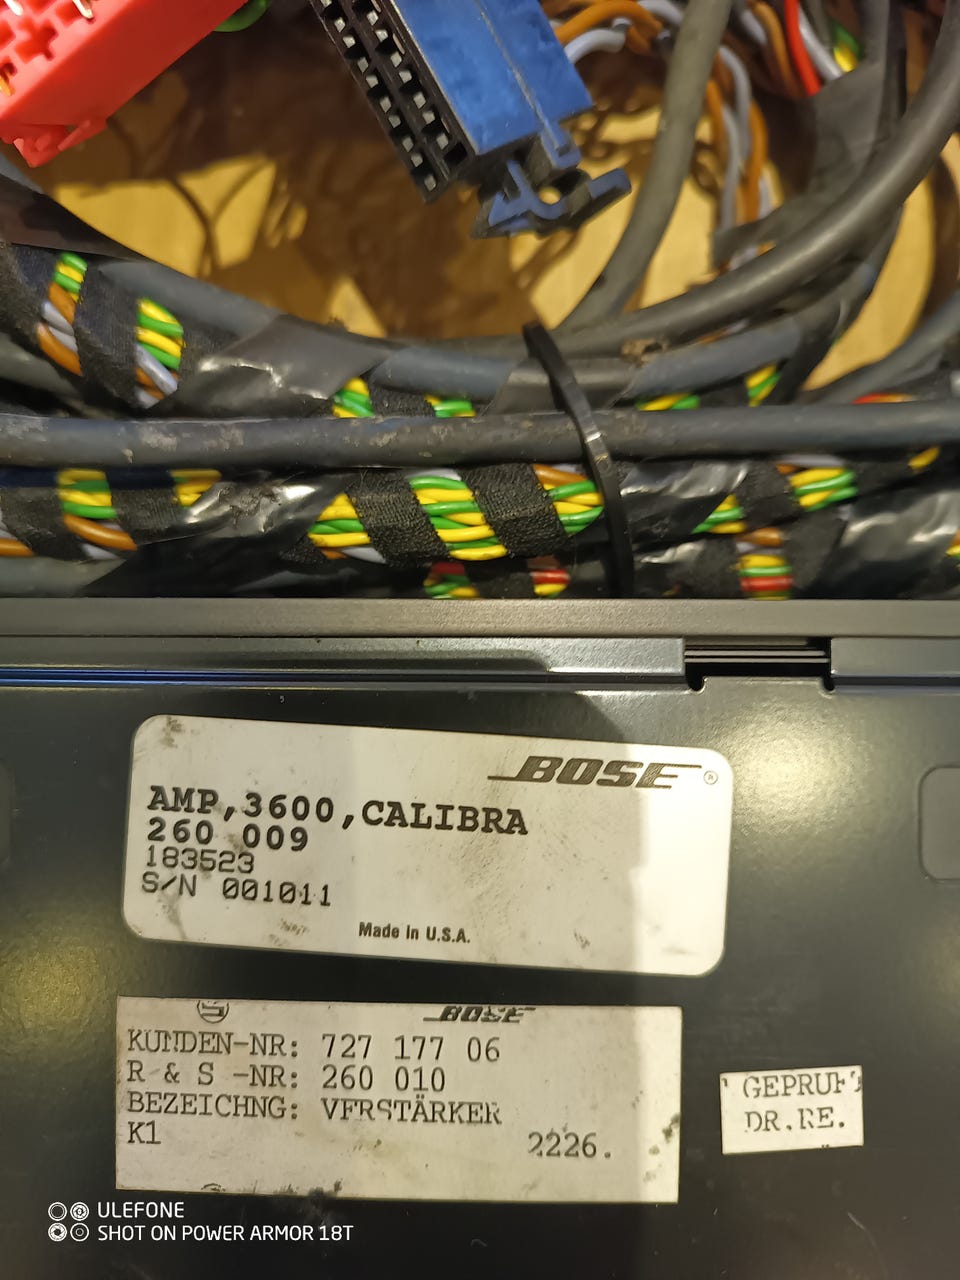 BOSE®
AMP,3600,CALIBRA
260 009
183523
S/N 001011
Made in U.S.A.
BOSE
KUNDEN-NR: 727 177 06
R & S -NR: 260 010
BEZEICHNG: VERSTÄRKER
K1
2226.
GEPRÜFT
DR.RE.
ULEFONE
SHOT ON POWER ARMOR 18T